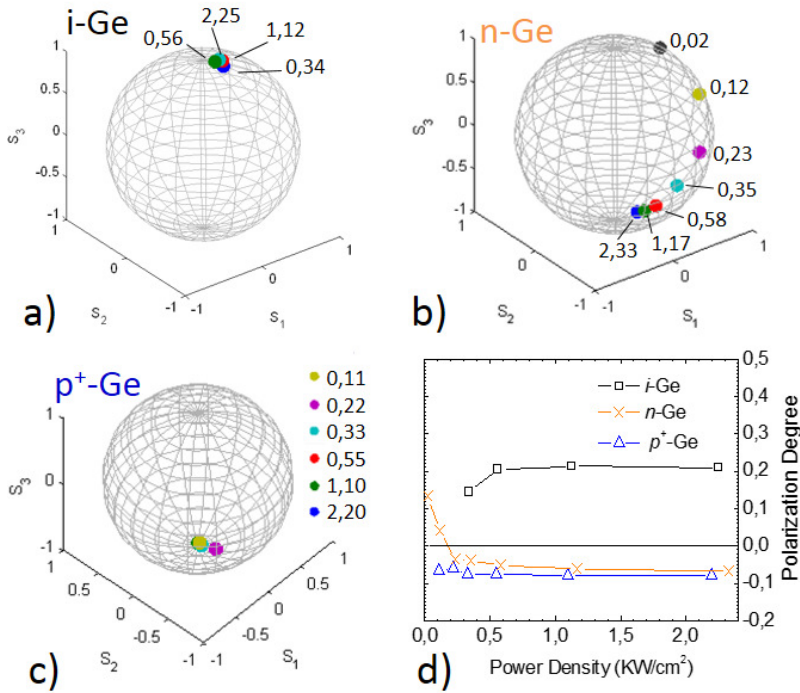 i-Ge
2,25
0,56
1,12
0,34
1
0.5
0
-0.5
-1
S3
1
0
-1
S2
-1
0
1
S1
a)
n-Ge
0,02
0,12
0,23
0,35
0,58
1,17
2,33
1
0.5
0
-0.5
-1
S3
1
0
-1
S2
-1
0
1
S1
b)
p+-Ge
0,11
0,22
0,33
0,55
1,10
2,20
1
0
-1
S3
1
0.5
0
-0.5
-1
S2
-1
-0.5
0
0.5
1
S1
c)
i-Ge
n-Ge
p+-Ge
0,5
0,4
0,3
0,2
0,1
0,0
-0,1
-0,2
Polarization Degree
0,0 0,5 1,0 1,5 2,0
Power Density (KW/cm²)
d)